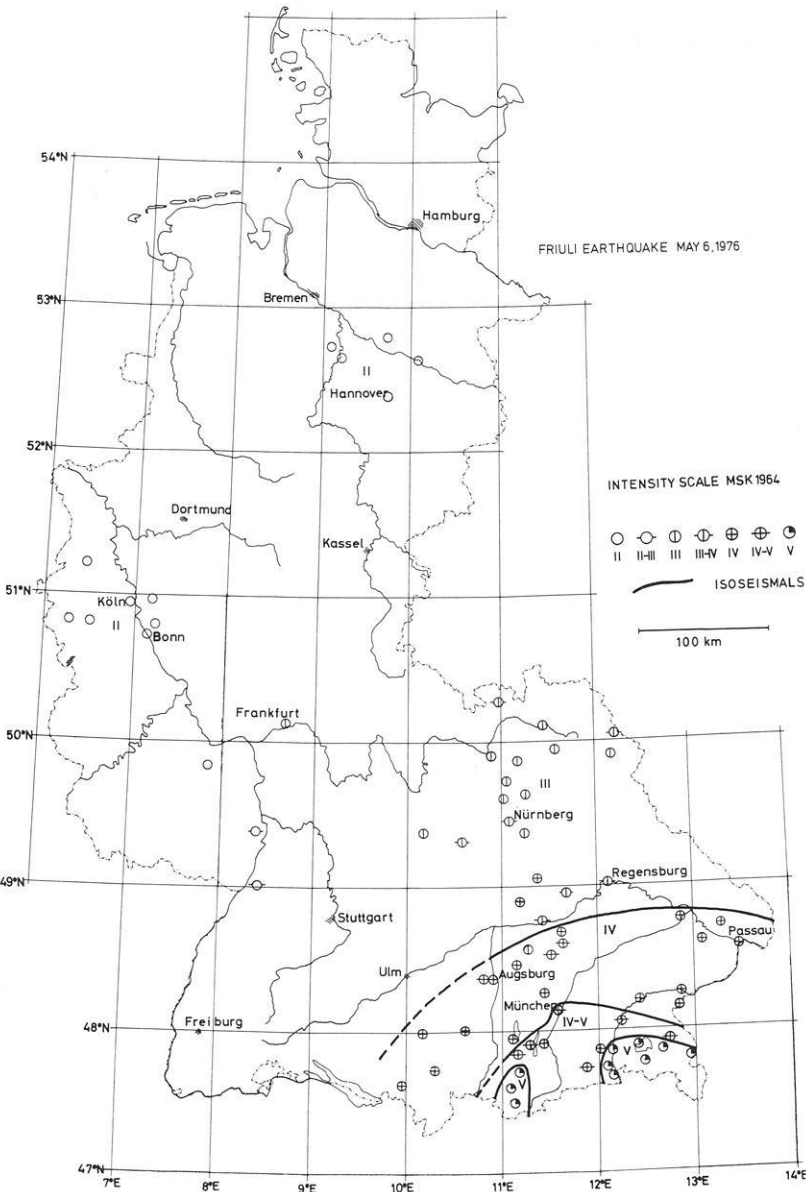 54°N
Hamburg
FRIULI EARTHQUAKE MAY 6, 1976
53°N
Bremen
II
Hannover
52°N
INTENSITY SCALE MSK 1964
Dortmund
Kassel
II II-III III III-IV IV IV-V V
ISOSEISMALS
51°N
Köln
II
Bonn
100 km
Frankfurt
50°N
III
Nürnberg
49°N
Regensburg
Stuttgart
IV
Passau
Ulm
Augsburg
München
Freiburg
48°N
IV-V
V
V
47°N
7°E 8°E 9°E 10°E 11°E 12°E 13°E 14°E